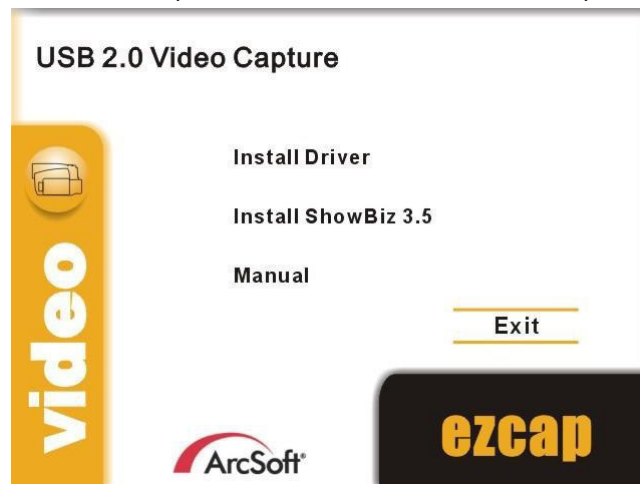 USB 2.0 Video Capture
Install Driver
Install ShowBiz 3.5
Manual
Exit
video
ArcSoft®
ezcap